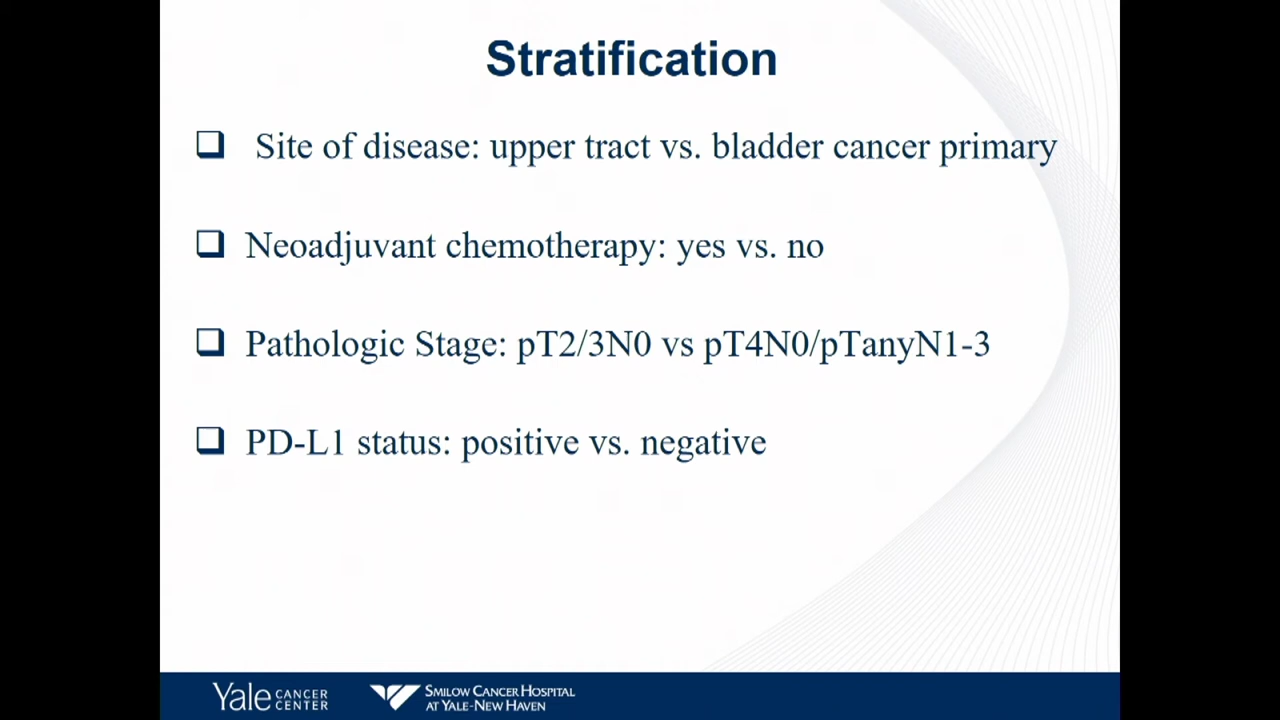 Stratification
Site of disease: upper tract vs. bladder cancer primary
Neoadjuvant chemotherapy: yes vs. no
Pathologic Stage: pT2/3N0 vs pT4N0/pTanyN1-3
PD-L1 status: positive vs. negative
Yale CANCER CENTER
SMILOW CANCER HOSPITAL
AT YALE-NEW HAVEN